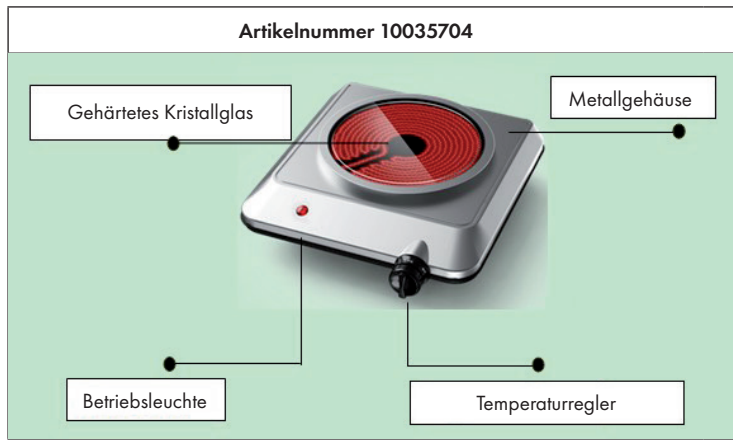 Artikelnummer 10035704
Gehärtetes Kristallglas
Metallgehäuse
Betriebsleuchte
Temperaturregler